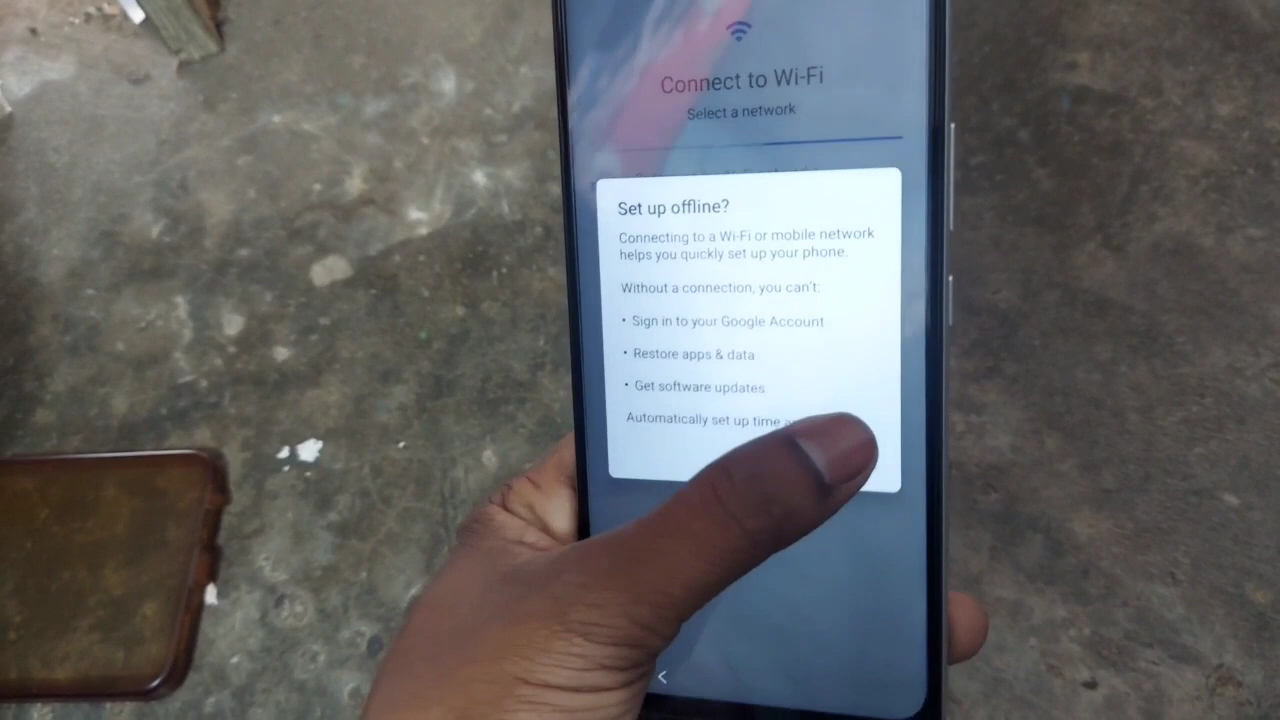 Connect to Wi-Fi
Select a network
Set up offline?
Connecting to a Wi-Fi or mobile network
helps you quickly set up your phone.
Without a connection, you can't:
• Sign in to your Google Account
• Restore apps & data
• Get software updates
Automatically set up time